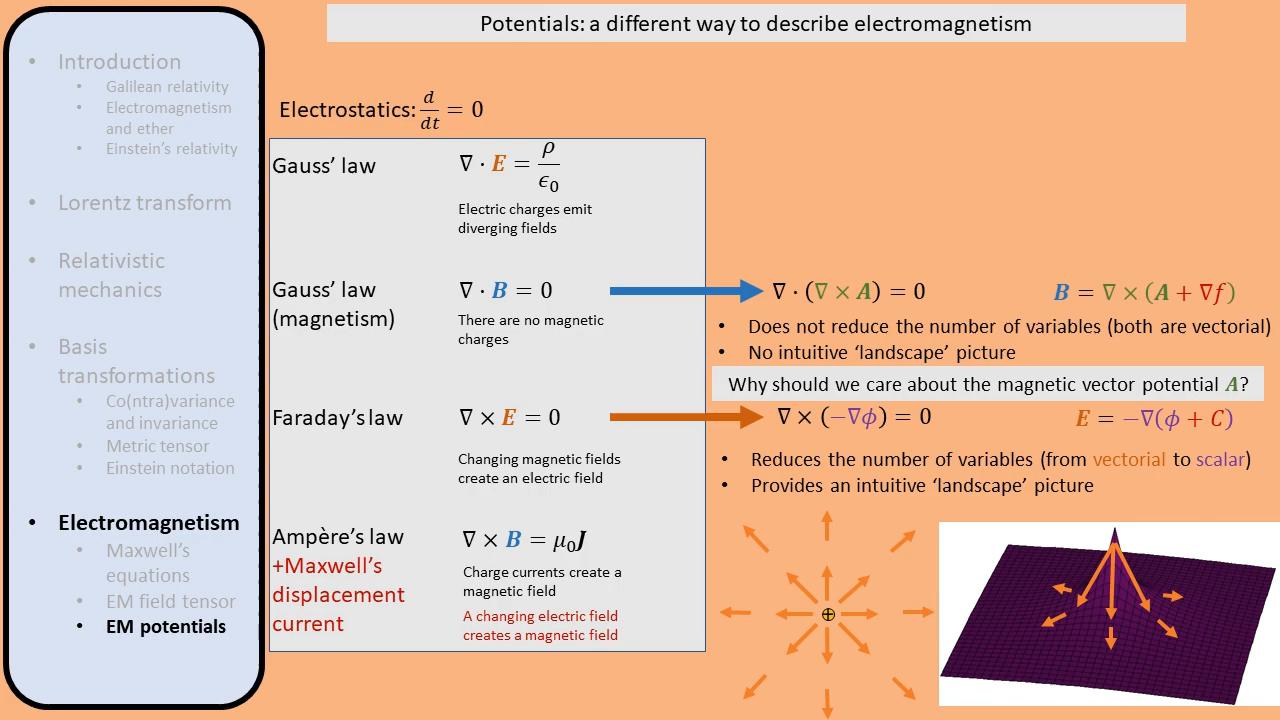 Potentials: a different way to describe electromagnetism
• Introduction
• Galilean relativity
• Electromagnetism
and ether
• Einstein's relativity
• Lorentz transform
• Relativistic
mechanics
• Basis
transformations
• Co(ntra)variance
and invariance
• Metric tensor
• Einstein notation
• Electromagnetism
• Maxwell's
equations
• EM field tensor
• EM potentials
Electrostatics: d/dt = 0
Gauss' law ∇ · E = ρ/ϵ₀
Electric charges emit
diverging fields
Gauss' law
(magnetism)
∇ · B = 0
There are no magnetic
charges
∇ · (∇ × A) = 0
B = ∇ × (A + ∇f)
• Does not reduce the number of variables (both are vectorial)
• No intuitive 'landscape' picture
Why should we care about the magnetic vector potential A?
Faraday's law ∇ × E = 0
Changing magnetic fields
create an electric field
∇ × (−∇ϕ) = 0
E = −∇(ϕ + C)
• Reduces the number of variables (from vectorial to scalar)
• Provides an intuitive 'landscape' picture
Ampère's law
+Maxwell's
displacement
current
∇ × B = μ₀J
Charge currents create a
magnetic field
A changing electric field
creates a magnetic field